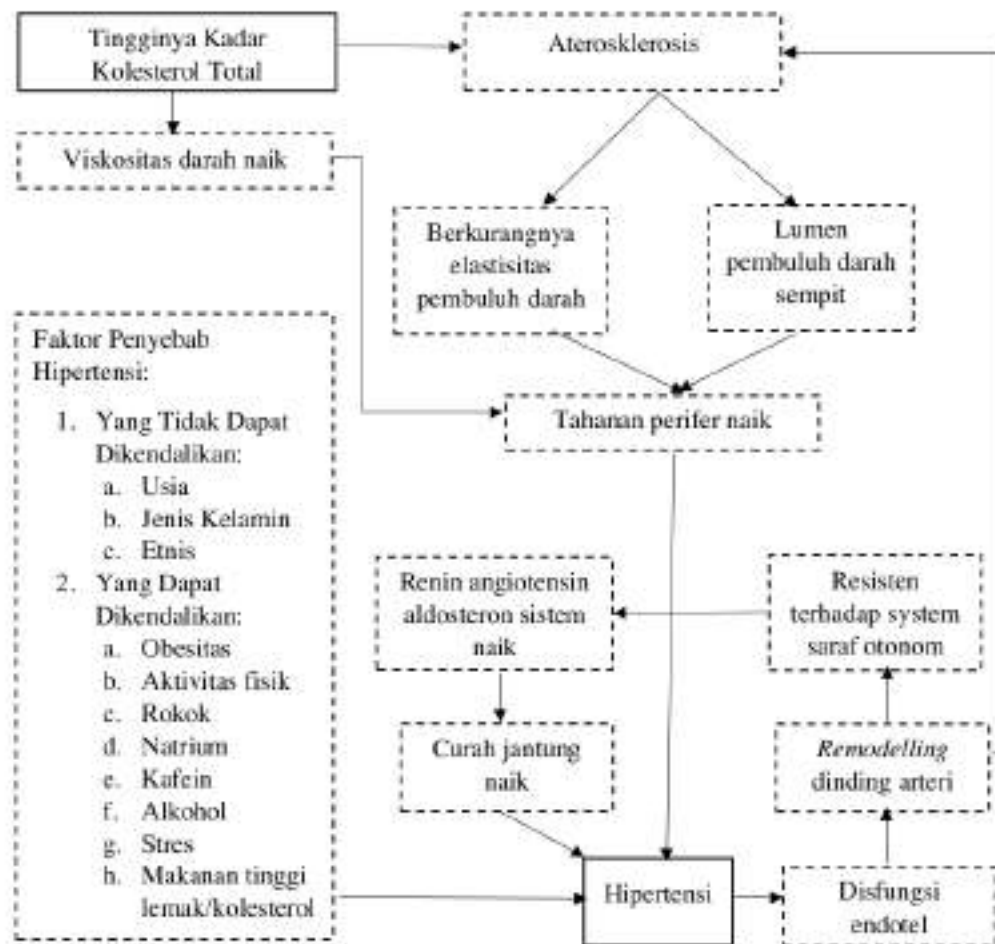 Tingginya Kadar
Kolesterol Total
Aterosklerosis
Viskositas darah naik
Berkurangnya
elastisitas
pembuluh darah
Lumen
pembuluh darah
sempit
Faktor Penyebab
Hipertensi:
1. Yang Tidak Dapat
Dikendalikan:
a. Usia
b. Jenis Kelamin
c. Etnis
2. Yang Dapat
Dikendalikan:
a. Obesitas
b. Aktivitas fisik
c. Rokok
d. Natrium
e. Kafein
f. Alkohol
g. Stres
h. Makanan tinggi
lemak/kolesterol
Tahanan perifer naik
Renin angiotensin
aldosteron sistem
naik
Resisten
terhadap system
saraf otonom
Curah jantung
naik
Remodelling
dinding arteri
Hipertensi
Disfungsi
endotel